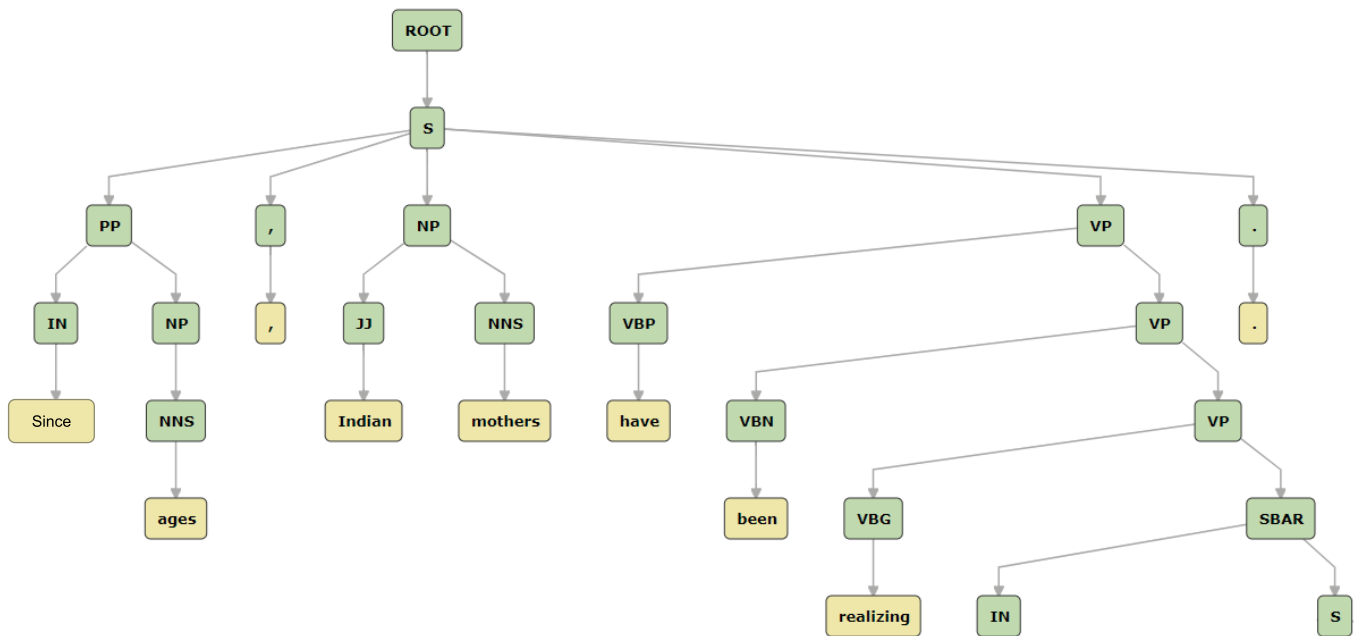 ROOT
S
PP , NP VP .
IN NP , JJ NNS VBP VP .
Since NNS Indian mothers have VBN VP
ages been VBG SBAR
realizing IN S